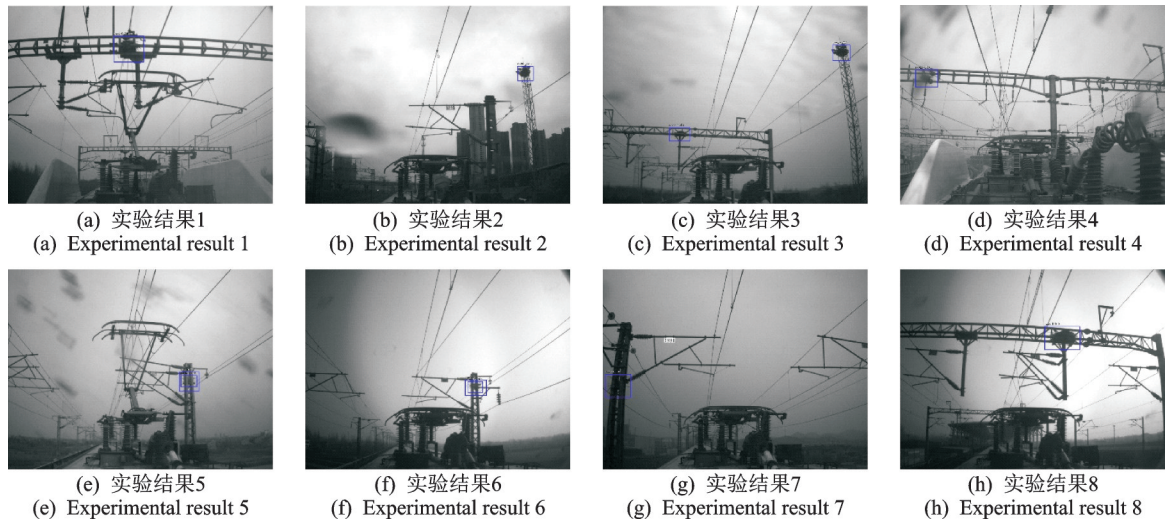 (a) 实验结果1
(a) Experimental result 1
(b) 实验结果2
(b) Experimental result 2
(c) 实验结果3
(c) Experimental result 3
(d) 实验结果4
(d) Experimental result 4
(e) 实验结果5
(e) Experimental result 5
(f) 实验结果6
(f) Experimental result 6
(g) 实验结果7
(g) Experimental result 7
(h) 实验结果8
(h) Experimental result 8